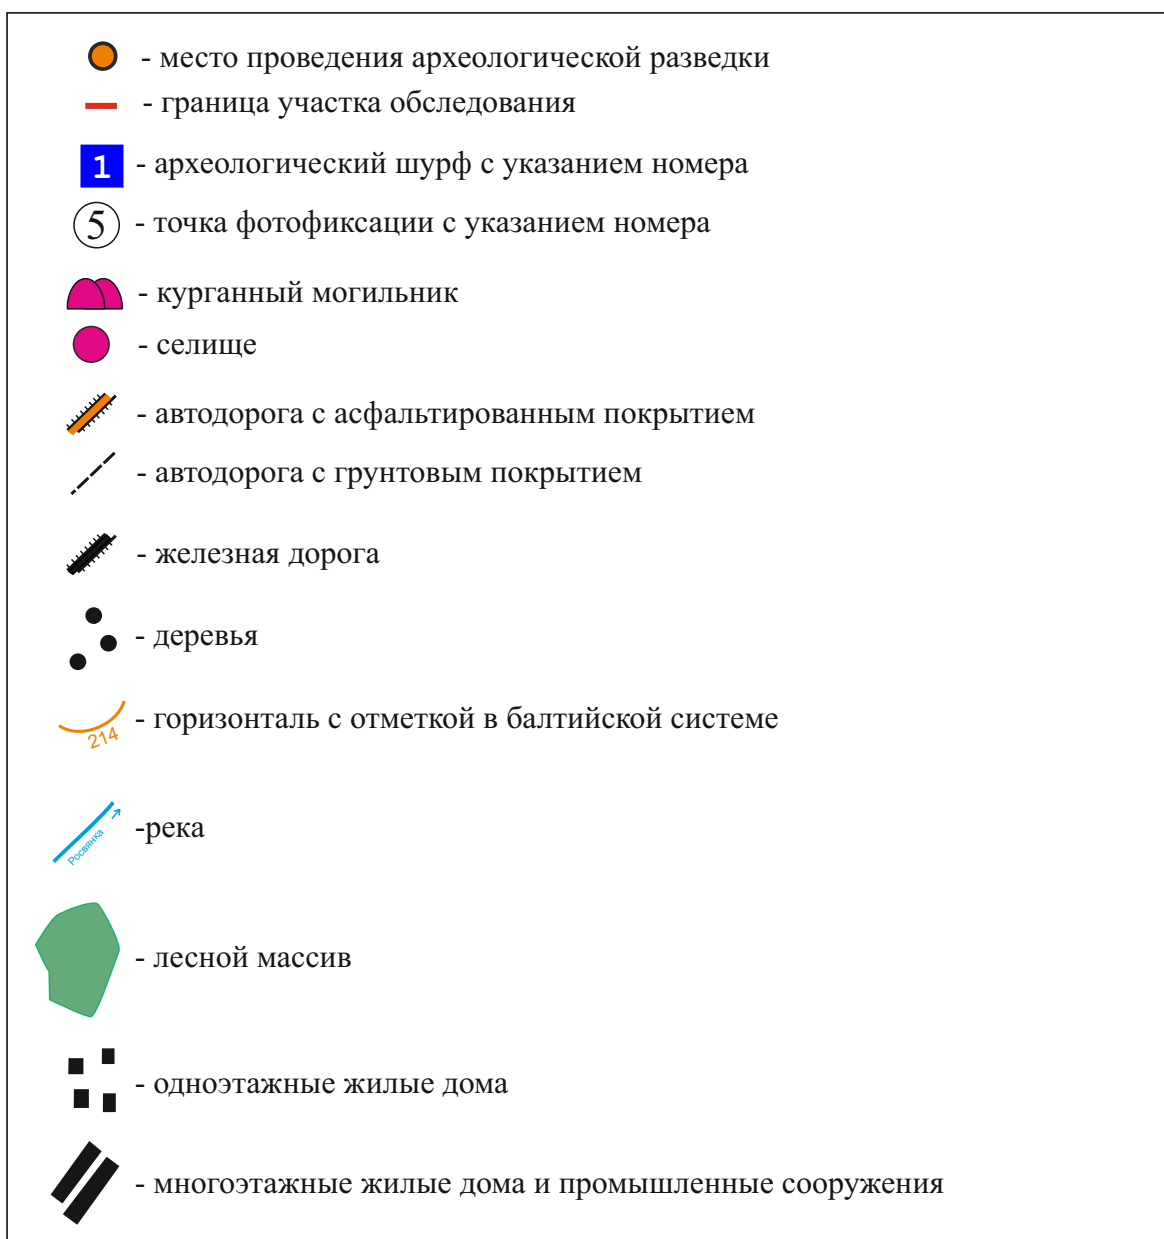 - место проведения археологической разведки
- граница участка обследования
1 - археологический шурф с указанием номера
5 - точка фотофиксации с указанием номера
- курганный могильник
- селище
- автодорога с асфальтированным покрытием
- автодорога с грунтовым покрытием
- железная дорога
- деревья
- горизонталь с отметкой в балтийской системе
214
-река
Росвянка
- лесной массив
- одноэтажные жилые дома
- многоэтажные жилые дома и промышленные сооружения